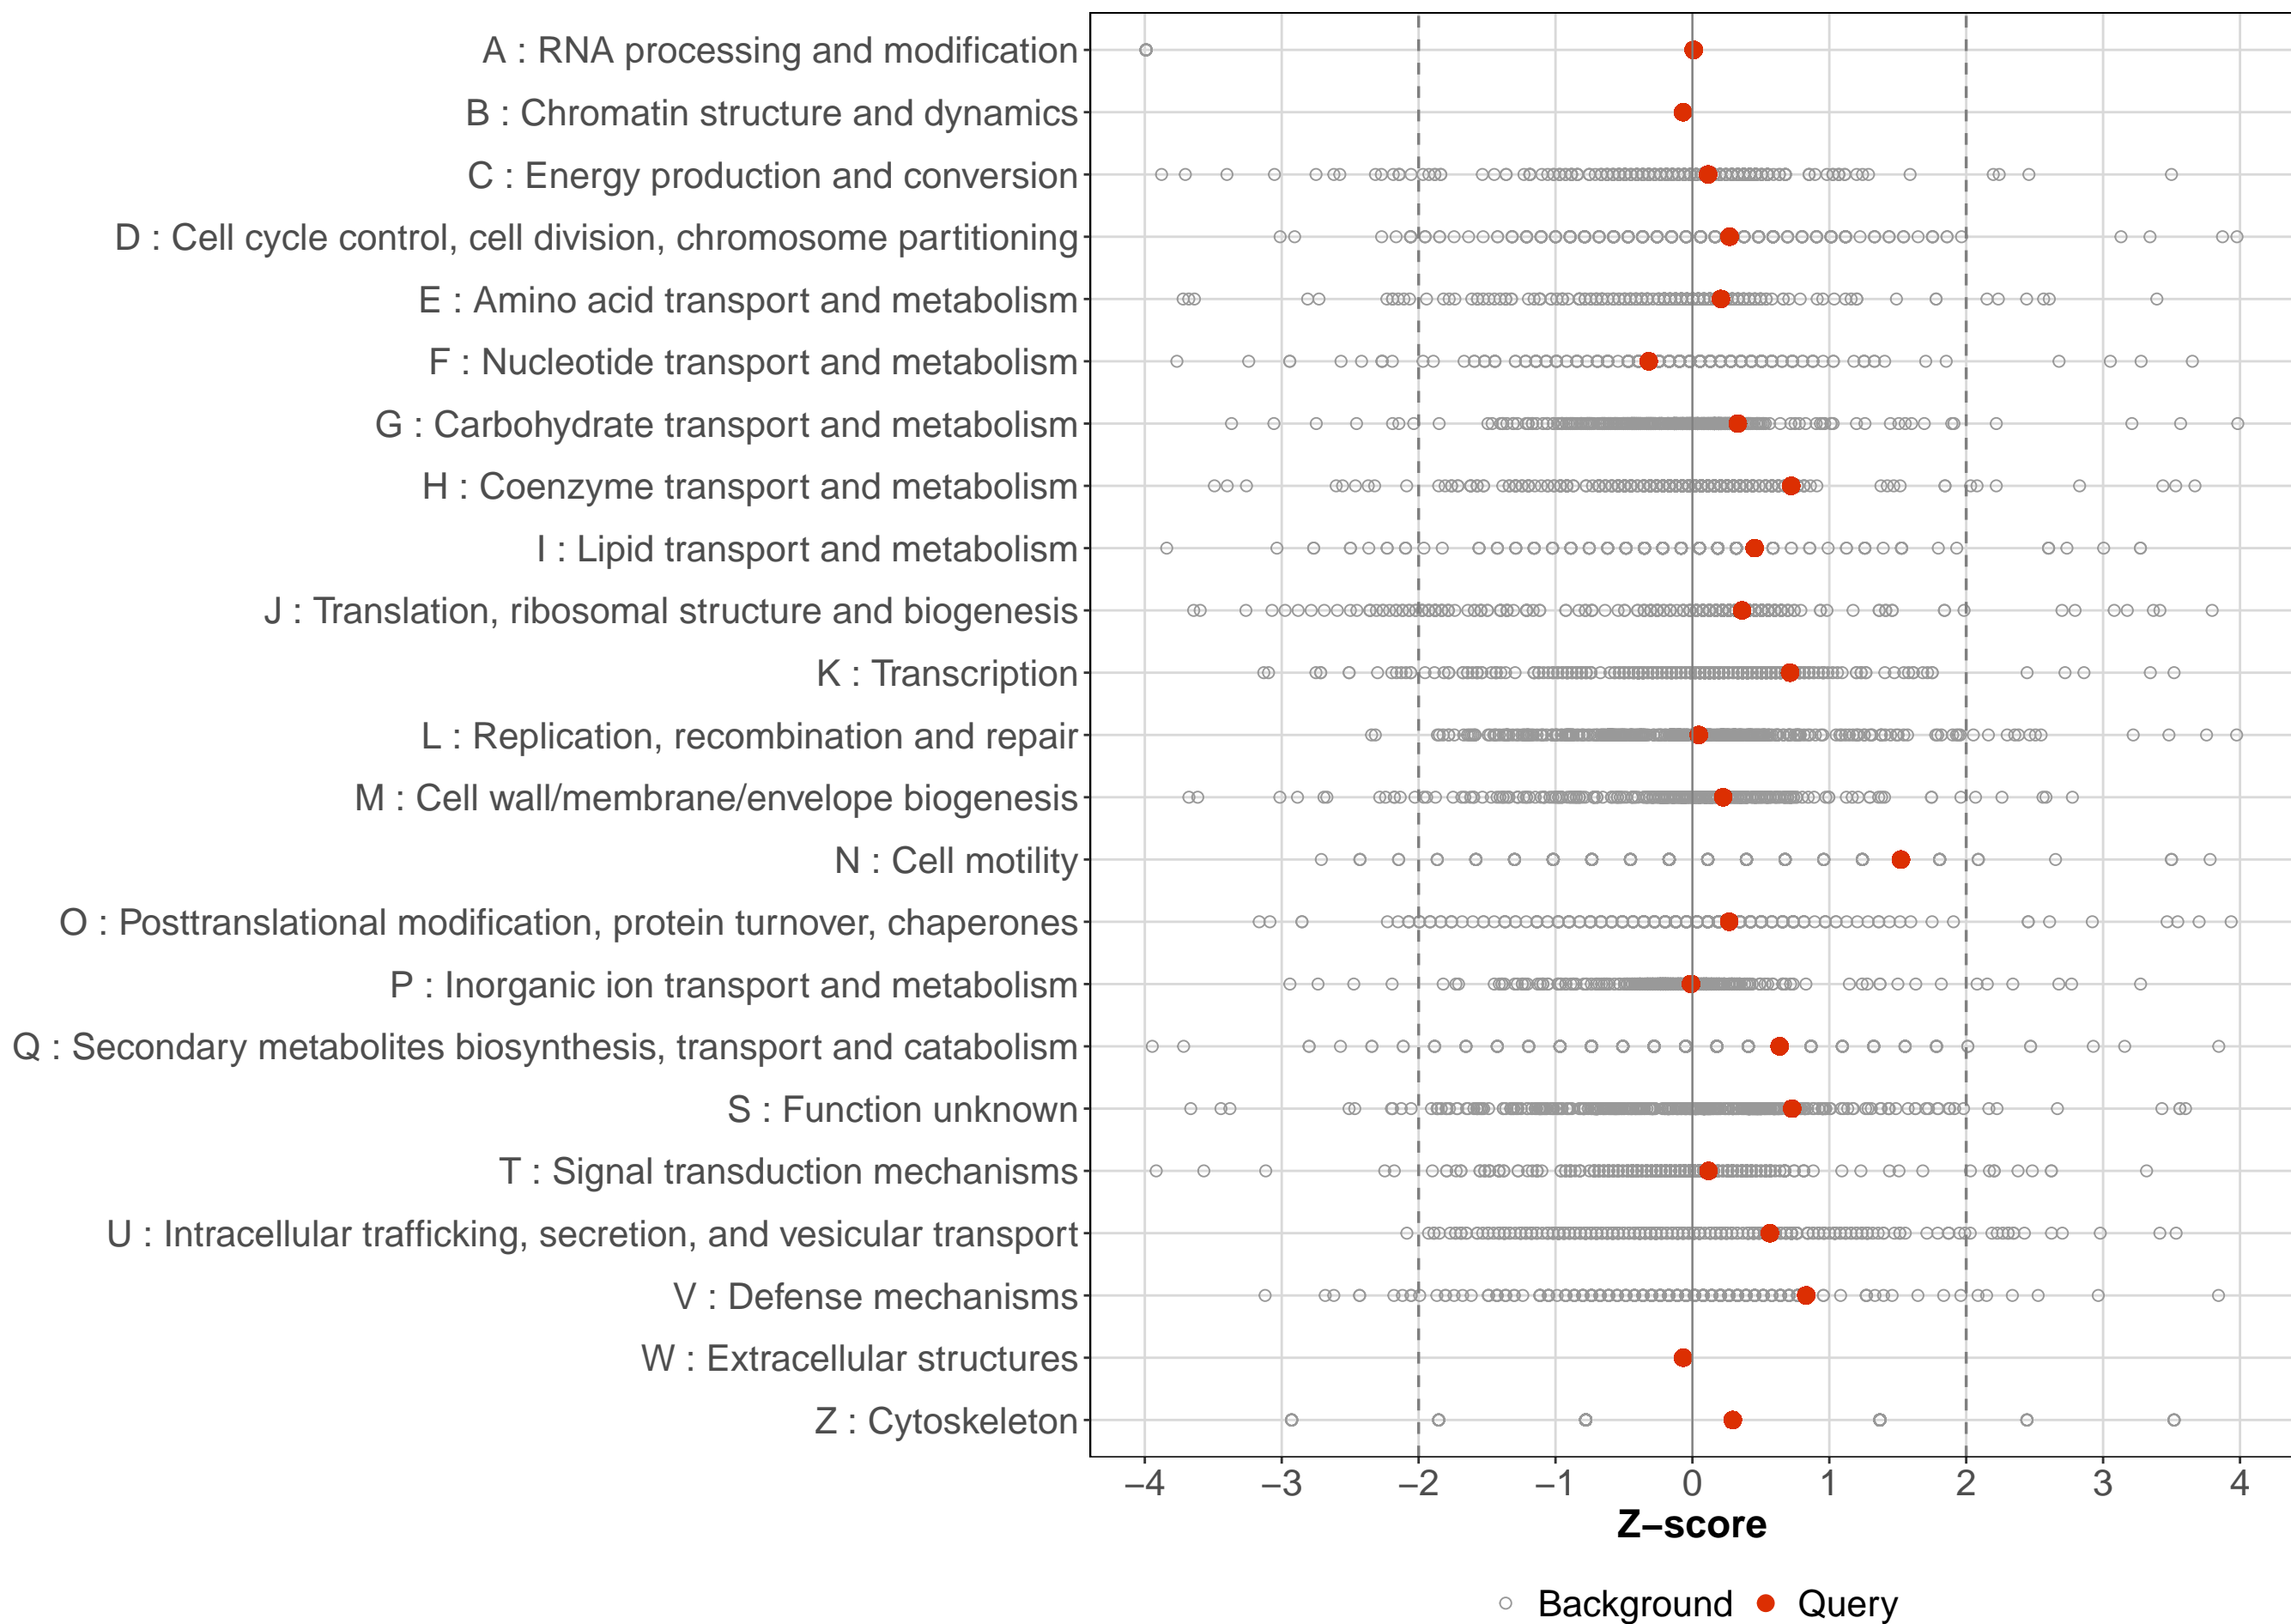 A : RNA processing and modification
B : Chromatin structure and dynamics
C : Energy production and conversion
D : Cell cycle control, cell division, chromosome partitioning
E : Amino acid transport and metabolism
F : Nucleotide transport and metabolism
G : Carbohydrate transport and metabolism
H : Coenzyme transport and metabolism
I : Lipid transport and metabolism
J : Translation, ribosomal structure and biogenesis
K : Transcription
L : Replication, recombination and repair
M : Cell wall/membrane/envelope biogenesis
N : Cell motility
O : Posttranslational modification, protein turnover, chaperones
P : Inorganic ion transport and metabolism
Q : Secondary metabolites biosynthesis, transport and catabolism
S : Function unknown
T : Signal transduction mechanisms
U : Intracellular trafficking, secretion, and vesicular transport
V : Defense mechanisms
W : Extracellular structures
Z : Cytoskeleton
−4 −3 −2 −1 0 1 2 3 4
Z−score
Background Query